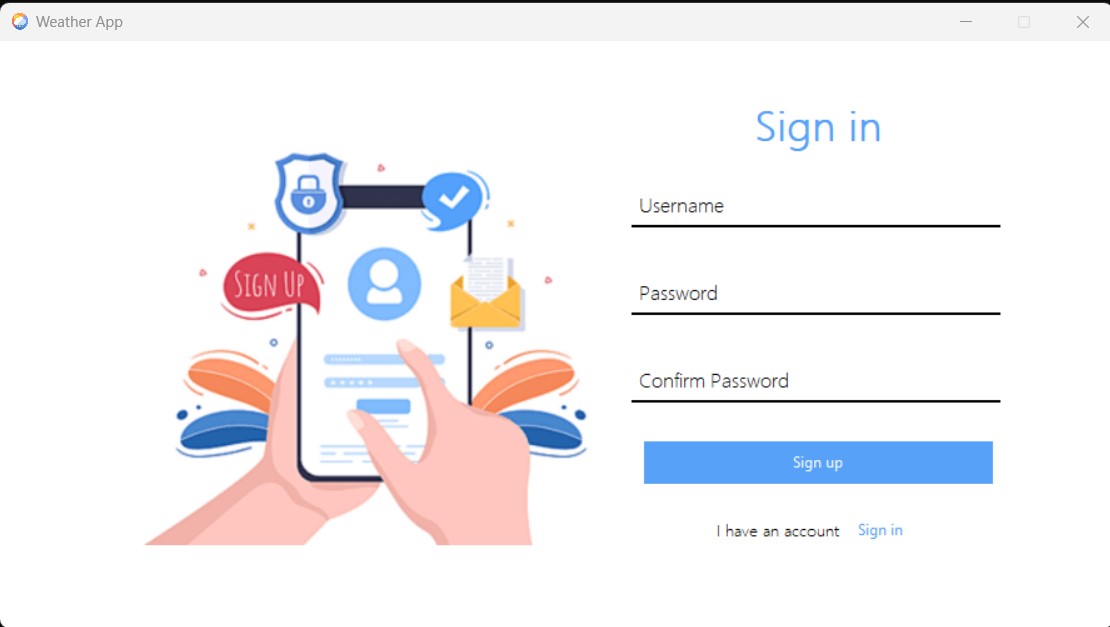 Weather App
Sign in
Username
SIGN UP
Password
Confirm Password
Sign up
I have an account Sign in